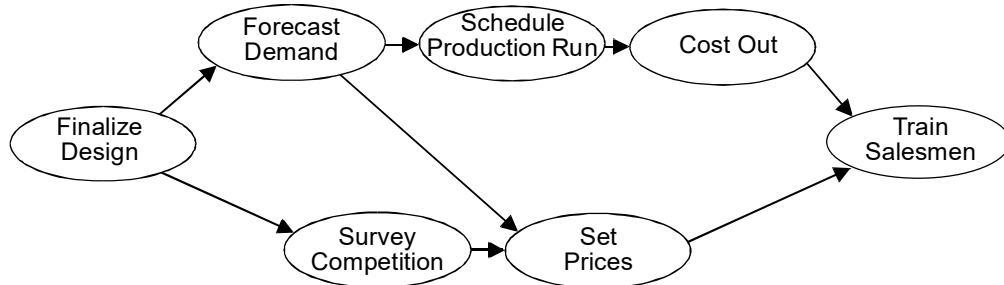 Forecast
Demand
Schedule
Production Run
Cost Out
Finalize
Design
Train
Salesmen
Survey
Competition
Set
Prices